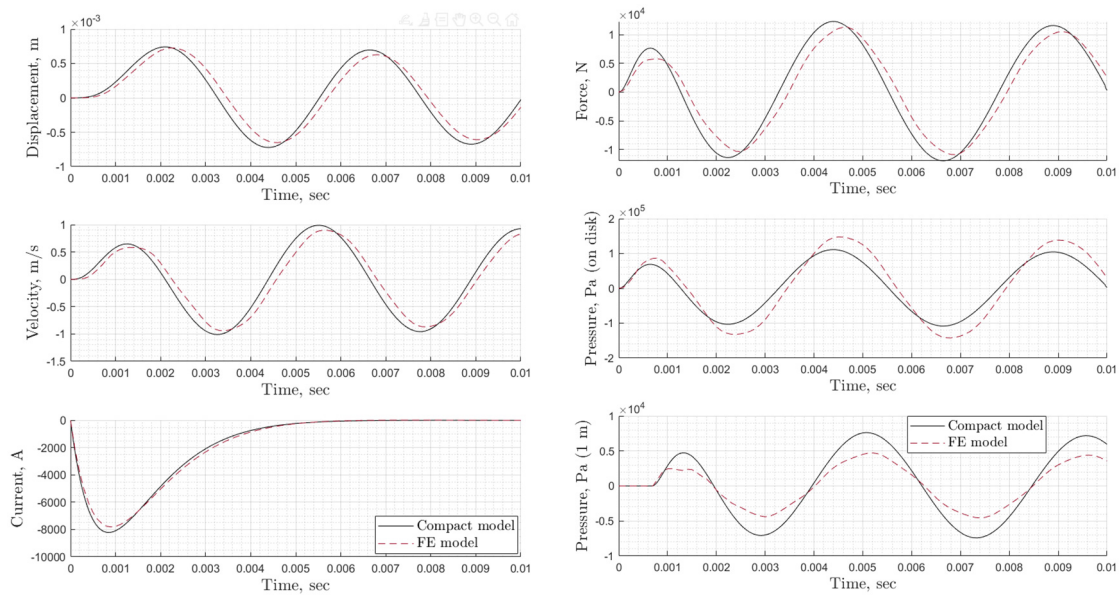 ×10⁻³
1
0.5
0
-0.5
-1
Displacement, m
0 0.001 0.002 0.003 0.004 0.005 0.006 0.007 0.008 0.009 0.01
Time, sec
1
0.5
0
-0.5
-1
-1.5
Velocity, m/s
0 0.001 0.002 0.003 0.004 0.005 0.006 0.007 0.008 0.009 0.01
Time, sec
0
-2000
-4000
-6000
-8000
-10000
Current, A
Compact model
FE model
0 0.001 0.002 0.003 0.004 0.005 0.006 0.007 0.008 0.009 0.01
Time, sec
×10⁴
1
0.5
0
-0.5
-1
Force, N
0 0.001 0.002 0.003 0.004 0.005 0.006 0.007 0.008 0.009 0.01
Time, sec
×10⁵
2
1
0
-1
-2
Pressure, Pa (on disk)
0 0.001 0.002 0.003 0.004 0.005 0.006 0.007 0.008 0.009 0.01
Time, sec
×10⁴
1
0.5
0
-0.5
-1
Pressure, Pa (1 m)
Compact model
FE model
0 0.001 0.002 0.003 0.004 0.005 0.006 0.007 0.008 0.009 0.01
Time, sec